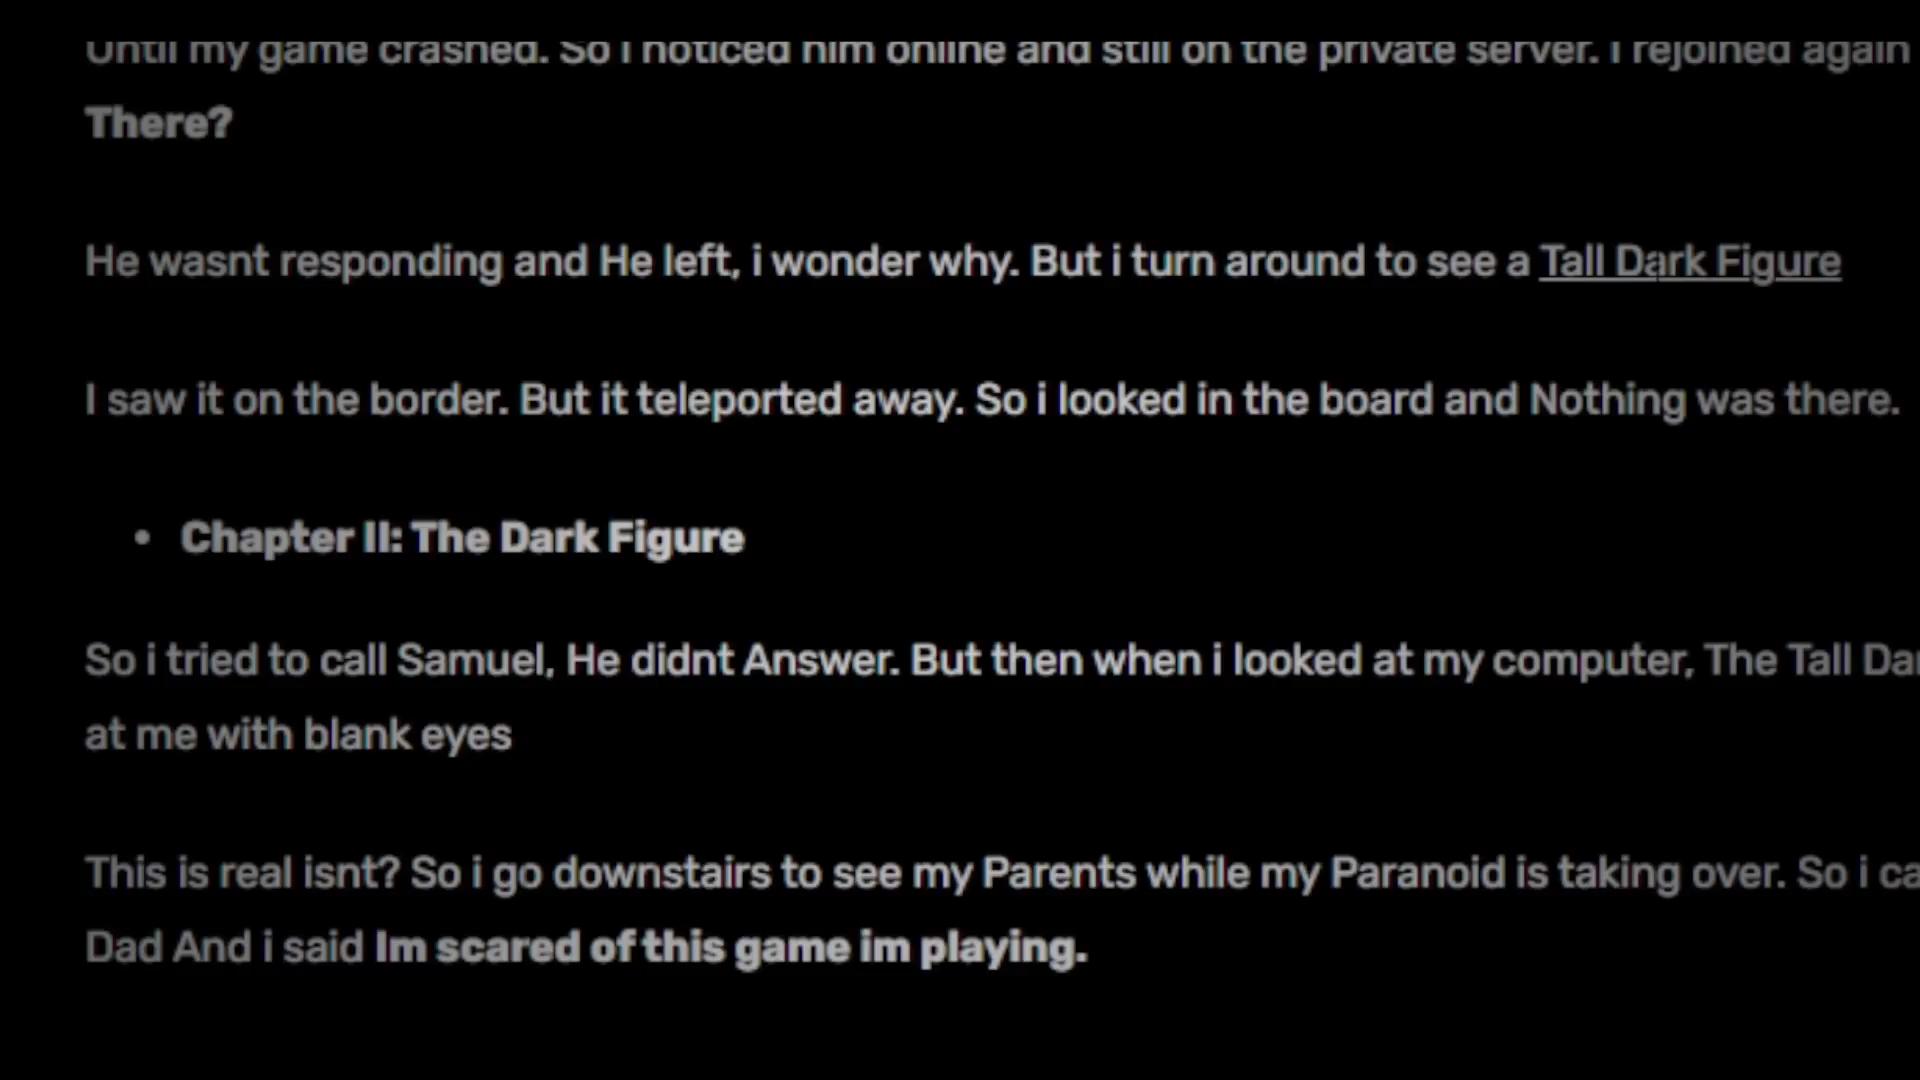 Until my game crashed. So i noticed him online and still on the private server. I rejoined again
There?
He wasnt responding and He left, i wonder why. But i turn around to see a Tall Dark Figure
I saw it on the border. But it teleported away. So i looked in the board and Nothing was there.
• Chapter II: The Dark Figure
So i tried to call Samuel, He didnt Answer. But then when i looked at my computer, The Tall Dar
at me with blank eyes
This is real isnt? So i go downstairs to see my Parents while my Paranoid is taking over. So i ca
Dad And i said Im scared of this game im playing.